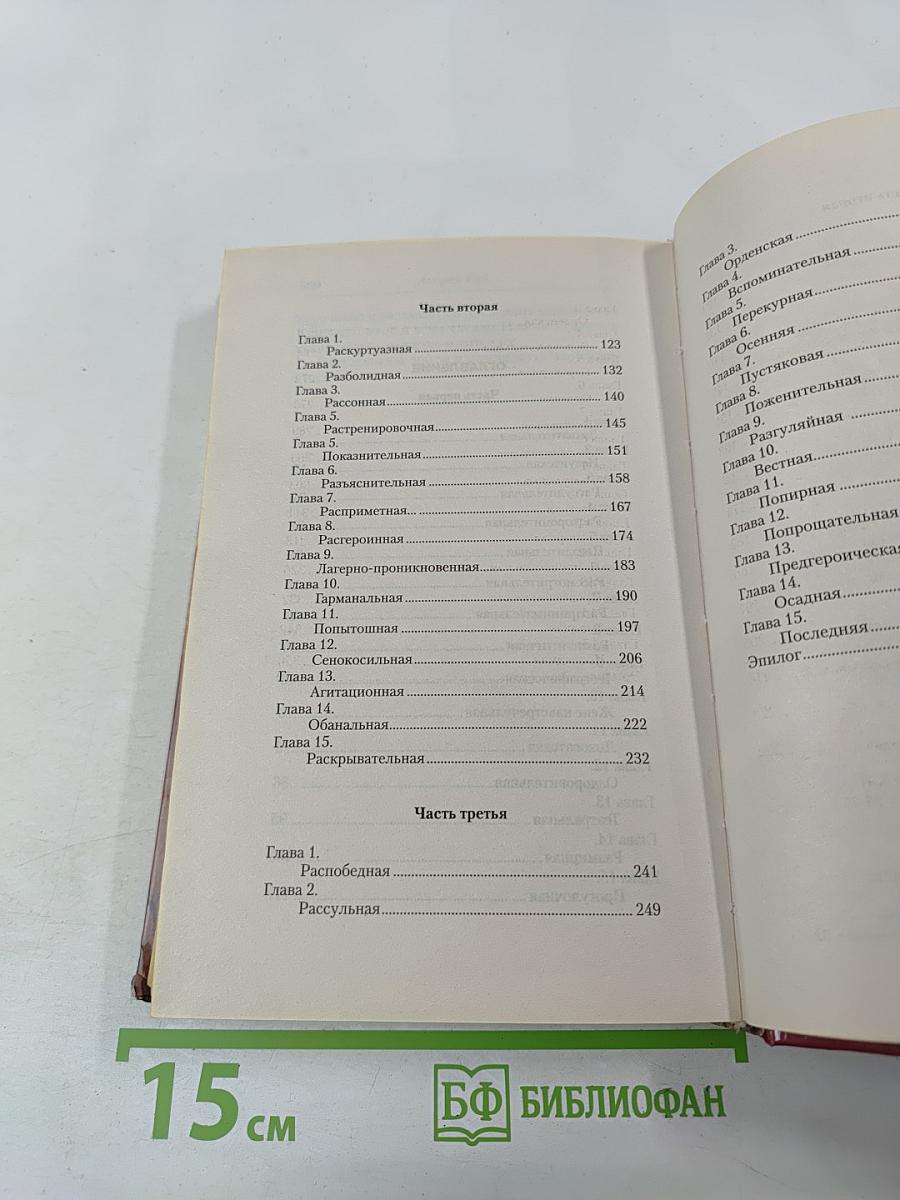 Часть вторая
Глава 1.
Раскуртуазная ..... 123
Глава 2.
Разболидная ..... 132
Глава 3.
Рассонная ..... 140
Глава 5.
Растренировочная ..... 145
Глава 5.
Показнительная ..... 151
Глава 6.
Разъяснительная ..... 158
Глава 7.
Расприметная ..... 167
Глава 8.
Расгероинная ..... 174
Глава 9.
Лагерно-проникновенная ..... 183
Глава 10.
Гарманальная ..... 190
Глава 11.
Попытошная ..... 197
Глава 12.
Сенокосильная ..... 206
Глава 13.
Агитационная ..... 214
Глава 14.
Обанальная ..... 222
Глава 15.
Раскрывательная ..... 232
Часть третья
Глава 1.
Распобедная ..... 241
Глава 2.
Рассульная ..... 249
Глава 3.
Орденская .....
Глава 4.
Вспоминательная .....
Глава 5.
Перекурная .....
Глава 6.
Осенняя .....
Глава 7.
Пустяковая .....
Глава 8.
Поженительная .....
Глава 9.
Разгуляйная .....
Глава 10.
Вестная .....
Глава 11.
Попирная .....
Глава 12.
Попрощательная
Глава 13.
Предгероическая
Глава 14.
Осадная .....
Глава 15.
Последняя .....
Эпилог .....
15 см
БФ БИБЛИОФАН